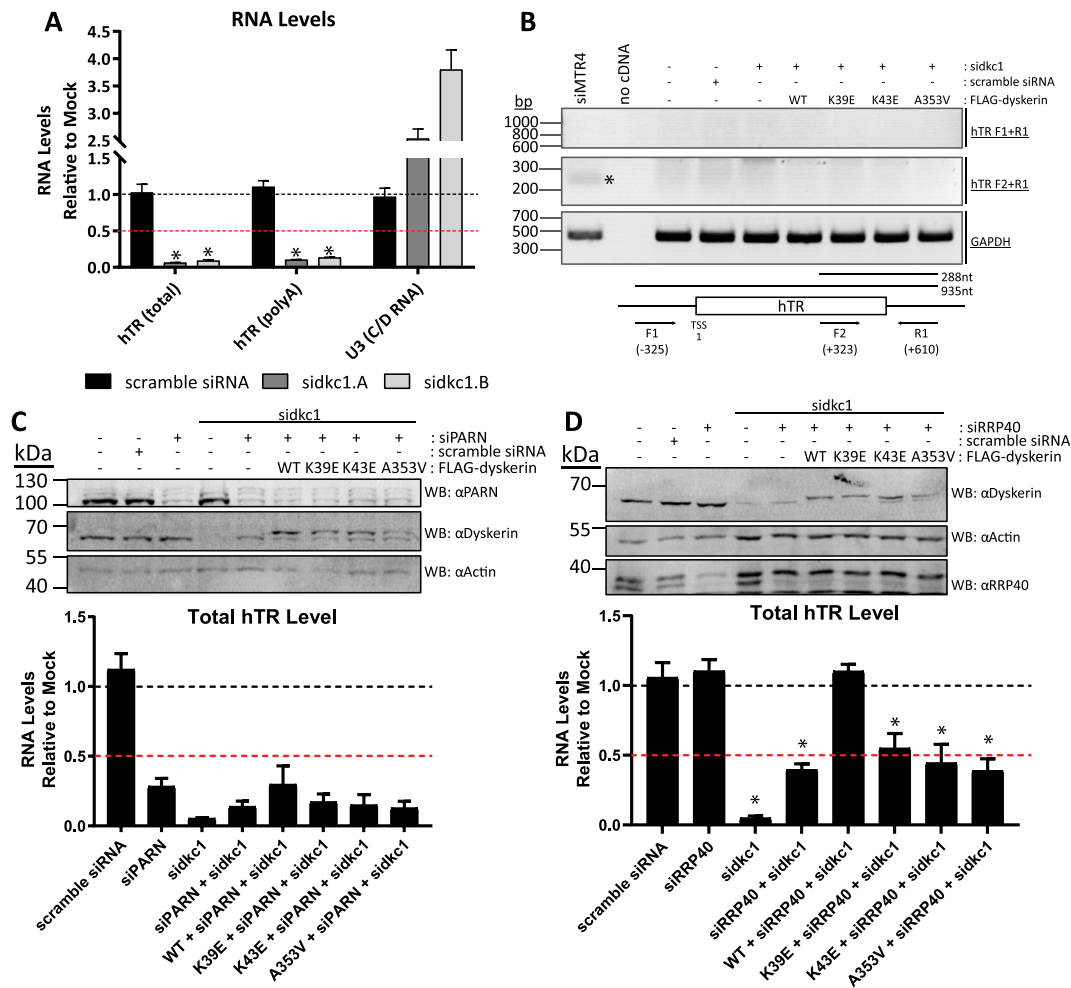 A
RNA Levels
RNA Levels
Relative to Mock
4.5
4.0
3.5
3.0
2.5
1.5
1.0
0.5
0.0
* * * *
hTR (total)
hTR (polyA)
U3 (C/D RNA)
scramble siRNA sidkc1.A sidkc1.B
B
siMTR4
no cDNA
- - + + + + + : sidkc1
- + - - - - - : scramble siRNA
- - - WT K39E K43E A353V : FLAG-dyskerin
bp
1000
800
600
hTR F1+R1
300
200
*
hTR F2+R1
700
500
300
GAPDH
288nt
935nt
hTR
F1
(-325)
TSS
1
F2
(+323)
R1
(+610)
C
sidkc1
- - + - + + + + + : siPARN
- + - - - - - - - : scramble siRNA
- - - - - WT K39E K43E A353V : FLAG-dyskerin
kDa
130
100
WB: αPARN
70
WB: αDyskerin
55
40
WB: αActin
Total hTR Level
RNA Levels
Relative to Mock
1.5
1.0
0.5
0.0
scramble siRNA
siPARN
sidkc1
siPARN + sidkc1
WT + siPARN + sidkc1
K39E + siPARN + sidkc1
K43E + siPARN + sidkc1
A353V + siPARN + sidkc1
D
sidkc1
- - + - + + + + + : siRRP40
- + - - - - - - - : scramble siRNA
- - - - - WT K39E K43E A353V : FLAG-dyskerin
kDa
70
WB: αDyskerin
55
WB: αActin
40
WB: αRRP40
Total hTR Level
RNA Levels
Relative to Mock
1.5
1.0
0.5
0.0
* * * * *
scramble siRNA
siRRP40
sidkc1
siRRP40 + sidkc1
WT + siRRP40 + sidkc1
K39E + siRRP40 + sidkc1
K43E + siRRP40 + sidkc1
A353V + siRRP40 + sidkc1